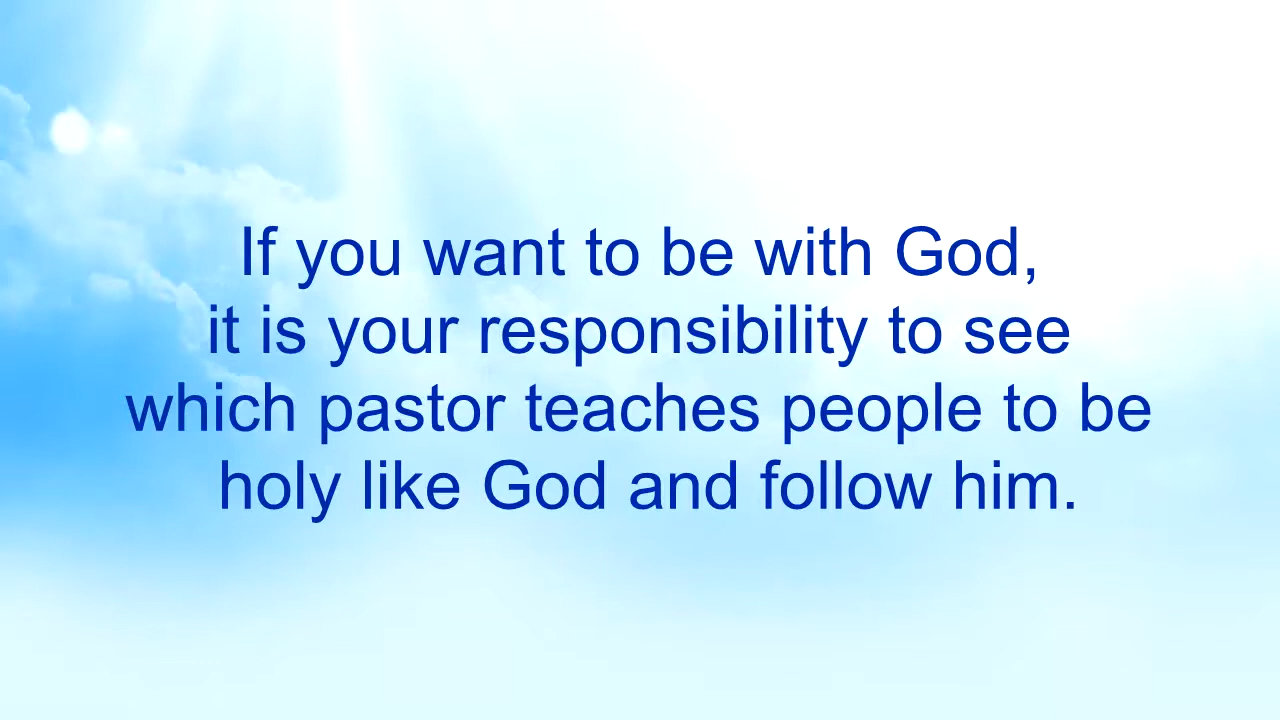 If you want to be with God,
it is your responsibility to see
which pastor teaches people to be
holy like God and follow him.